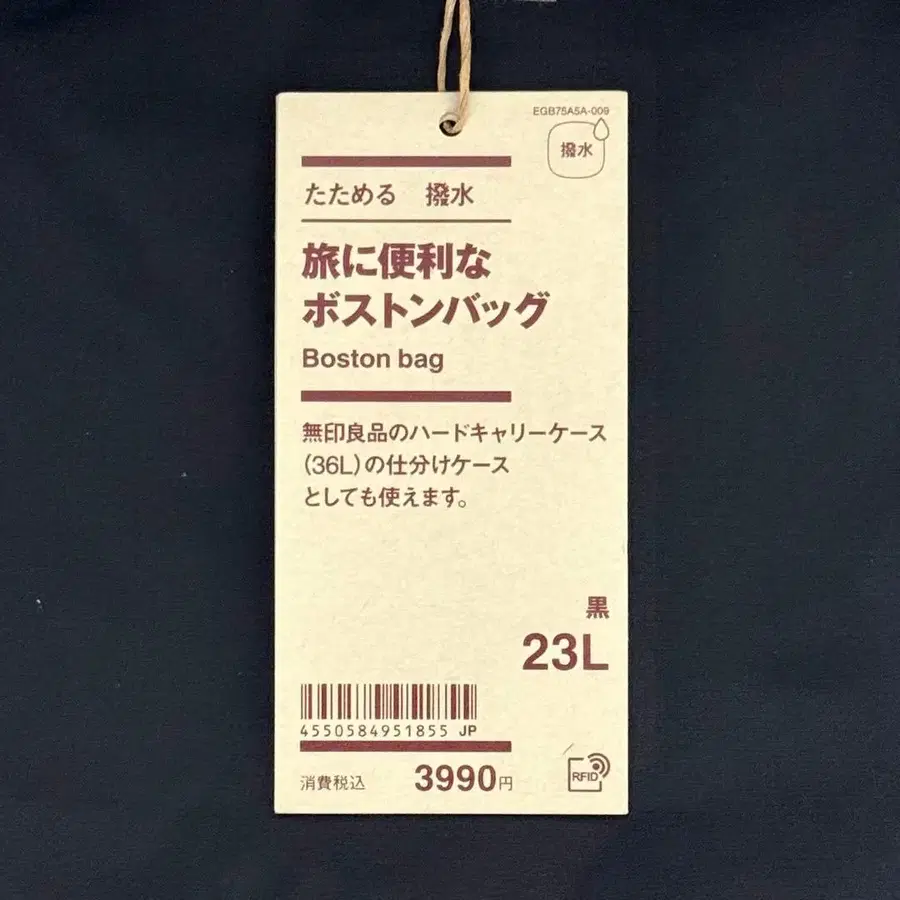 EGB75A5A-009
撥水
たためる 撥水
旅に便利な
ボストンバッグ
Boston bag
無印良品のハードキャリーケース
(36L)の仕分けケース
としても使えます。
黒
23L
4550584951855 JP
消費税込 3990円
RFID